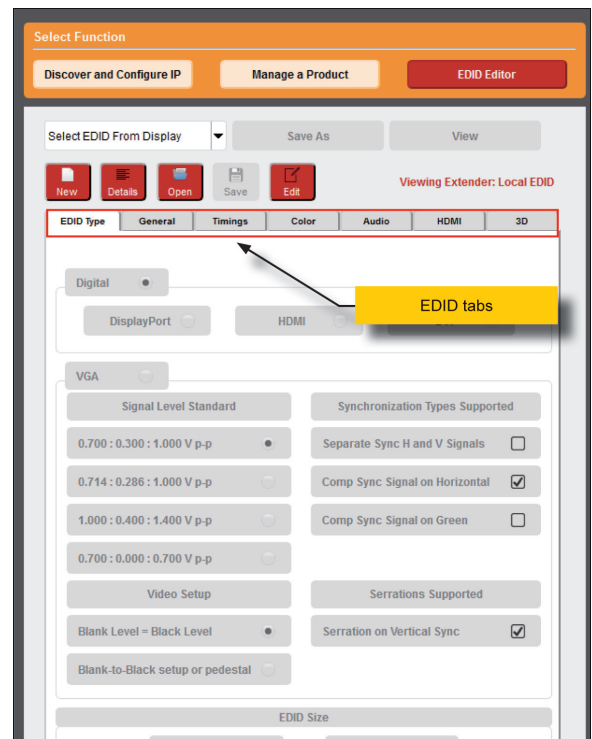 Select Function
Discover and Configure IP
Manage a Product
EDID Editor
Select EDID From Display
Save As
View
New
Details
Open
Save
Edit
Viewing Extender: Local EDID
EDID Type
General
Timings
Color
Audio
HDMI
3D
Digital
EDID tabs
DisplayPort
HDMI
VGA
Signal Level Standard
Synchronization Types Supported
0.700 : 0.300 : 1.000 V p-p
Separate Sync H and V Signals
0.714 : 0.286 : 1.000 V p-p
Comp Sync Signal on Horizontal
1.000 : 0.400 : 1.400 V p-p
Comp Sync Signal on Green
0.700 : 0.000 : 0.700 V p-p
Video Setup
Serrations Supported
Blank Level = Black Level
Serration on Vertical Sync
Blank-to-Black setup or pedestal
EDID Size